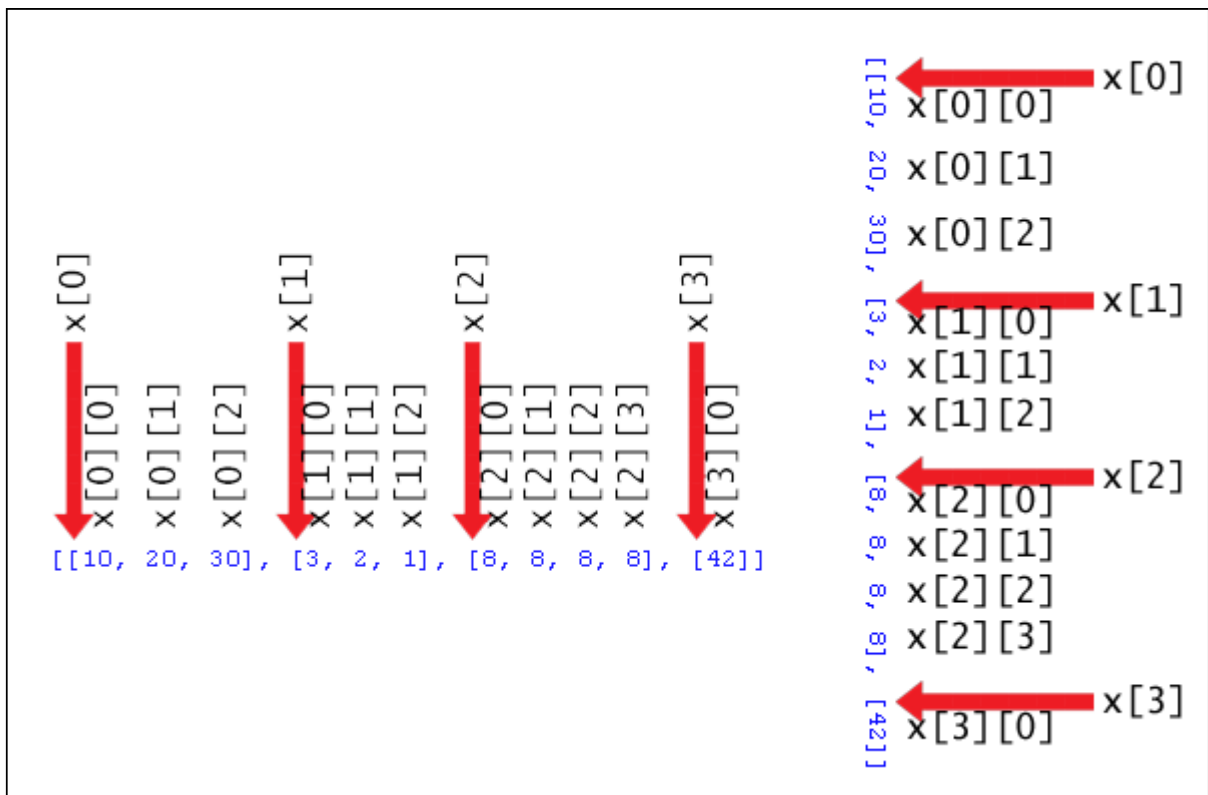 x[0]
x[1]
x[2]
x[3]
x[0][0]
x[0][1]
x[0][2]
x[1][0]
x[1][1]
x[1][2]
x[2][0]
x[2][1]
x[2][2]
x[2][3]
x[3][0]
[[10, 20, 30], [3, 2, 1], [8, 8, 8, 8], [42]]
[[10, 20, 30], [3, 2, 1], [8, 8, 8, 8], [42]]
x[0]
x[0][0]
x[0][1]
x[0][2]
x[1]
x[1][0]
x[1][1]
x[1][2]
x[2]
x[2][0]
x[2][1]
x[2][2]
x[2][3]
x[3]
x[3][0]